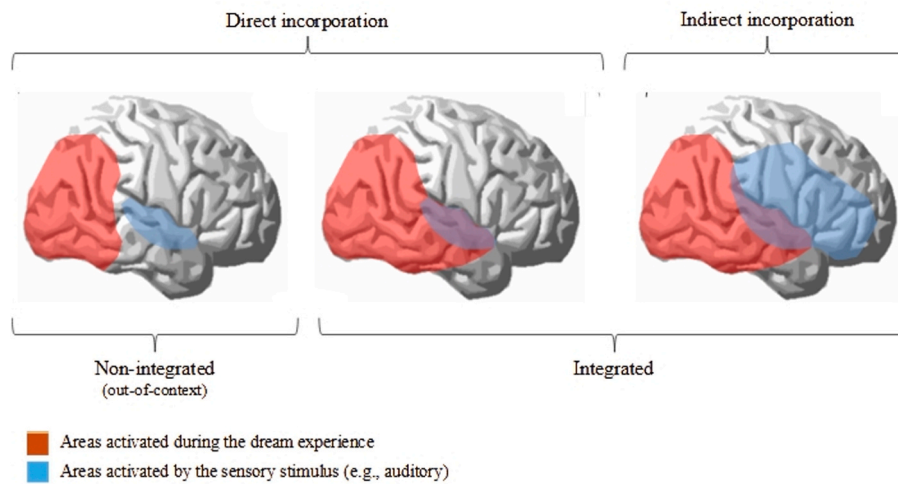 Direct incorporation
Indirect incorporation
Non-integrated
(out-of-context)
Integrated
Areas activated during the dream experience
Areas activated by the sensory stimulus (e.g., auditory)